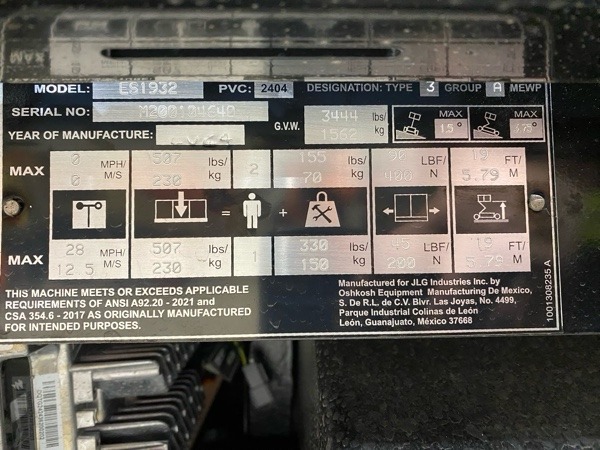 MODEL: ES1932 PVC: 2404 DESIGNATION: TYPE 3 GROUP A MEWP
SERIAL NO:
YEAR OF MANUFACTURE:
G.V.W. 3444 lbs/ 1562 kg
MAX 1.5° MAX
MAX 0 MPH/ 507 lbs/ 2 155 lbs/ LBF/ 19 FT/
0 M/S 230 kg 70 kg 400 N 5.79 M
= +
MAX 28 MPH/ 507 lbs/ 1 330 lbs/ 45 LBF/ 19 FT/
12.5 M/S 230 kg 150 kg 200 N 5.79 M
THIS MACHINE MEETS OR EXCEEDS APPLICABLE
REQUIREMENTS OF ANSI A92.20 - 2021 and
CSA 354.6 - 2017 AS ORIGINALLY MANUFACTURED
FOR INTENDED PURPOSES.
Manufactured for JLG Industries Inc. by
Oshkosh Equipment Manufacturing De Mexico,
S. De R.L. de C.V. Blvr. Las Joyas, No. 4499,
Parque Industrial Colinas de León
León, Guanajuato, México 37668
1001308235 A